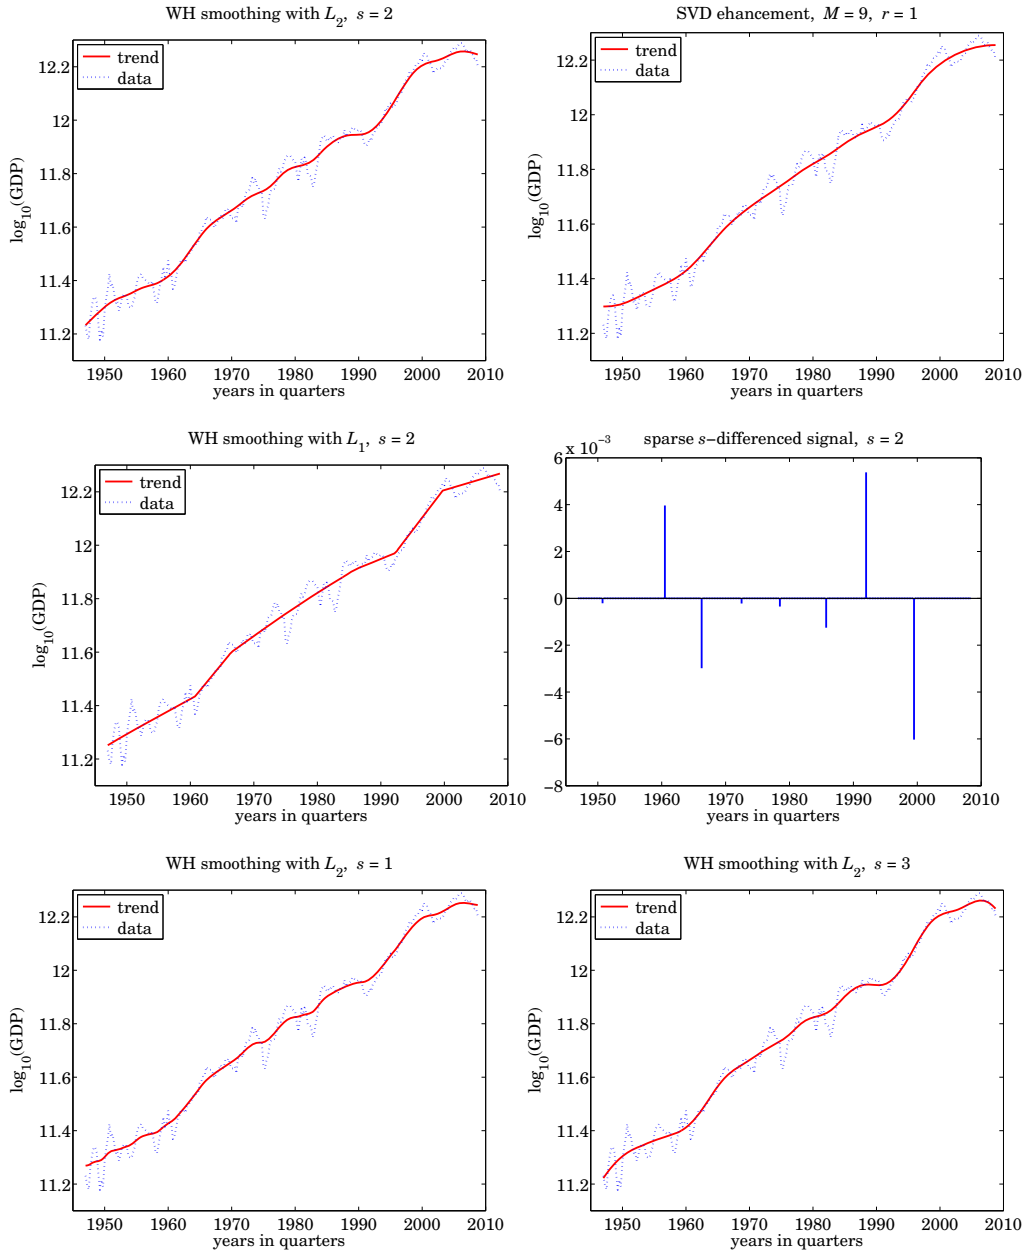 WH smoothing with L2, s = 2
trend
data
12.2
12
11.8
11.6
11.4
11.2
log10(GDP)
1950 1960 1970 1980 1990 2000 2010
years in quarters
SVD ehancement, M = 9, r = 1
trend
data
12.2
12
11.8
11.6
11.4
11.2
log10(GDP)
1950 1960 1970 1980 1990 2000 2010
years in quarters
WH smoothing with L1, s = 2
trend
data
12.2
12
11.8
11.6
11.4
11.2
log10(GDP)
1950 1960 1970 1980 1990 2000 2010
years in quarters
sparse s−differenced signal, s = 2
x 10−3
6
4
2
0
−2
−4
−6
−8
1950 1960 1970 1980 1990 2000 2010
years in quarters
WH smoothing with L2, s = 1
trend
data
12.2
12
11.8
11.6
11.4
11.2
log10(GDP)
1950 1960 1970 1980 1990 2000 2010
years in quarters
WH smoothing with L2, s = 3
trend
data
12.2
12
11.8
11.6
11.4
11.2
log10(GDP)
1950 1960 1970 1980 1990 2000 2010
years in quarters